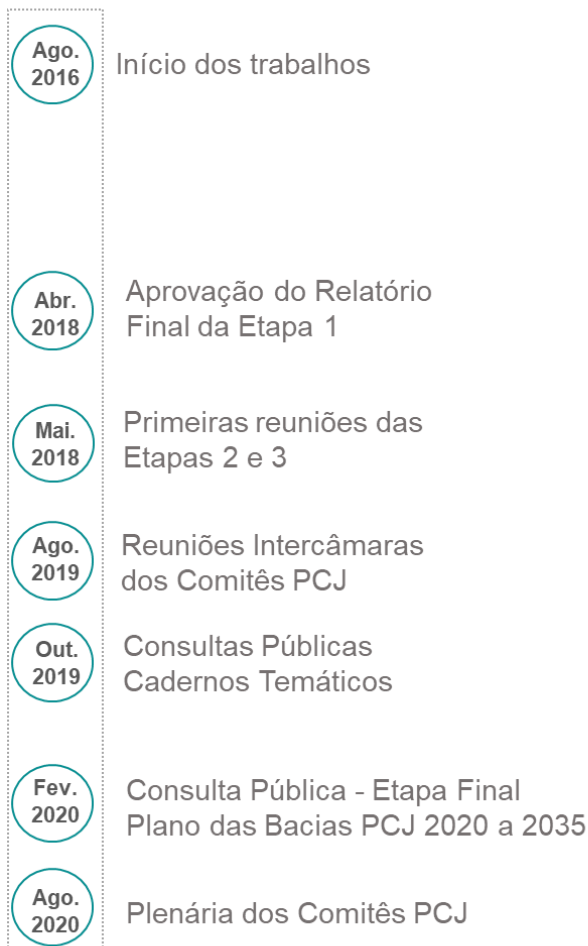 Ago.
2016
Início dos trabalhos
Abr.
2018
Aprovação do Relatório
Final da Etapa 1
Mai.
2018
Primeiras reuniões das
Etapas 2 e 3
Ago.
2019
Reuniões Intercâmaras
dos Comitês PCJ
Out.
2019
Consultas Públicas
Cadernos Temáticos
Fev.
2020
Consulta Pública - Etapa Final
Plano das Bacias PCJ 2020 a 2035
Ago.
2020
Plenária dos Comitês PCJ